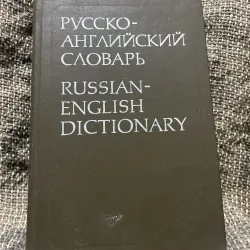 РУССКО-
АНГЛИЙСКИЙ
СЛОВАРЬ
RUSSIAN-
ENGLISH
DICTIONARY